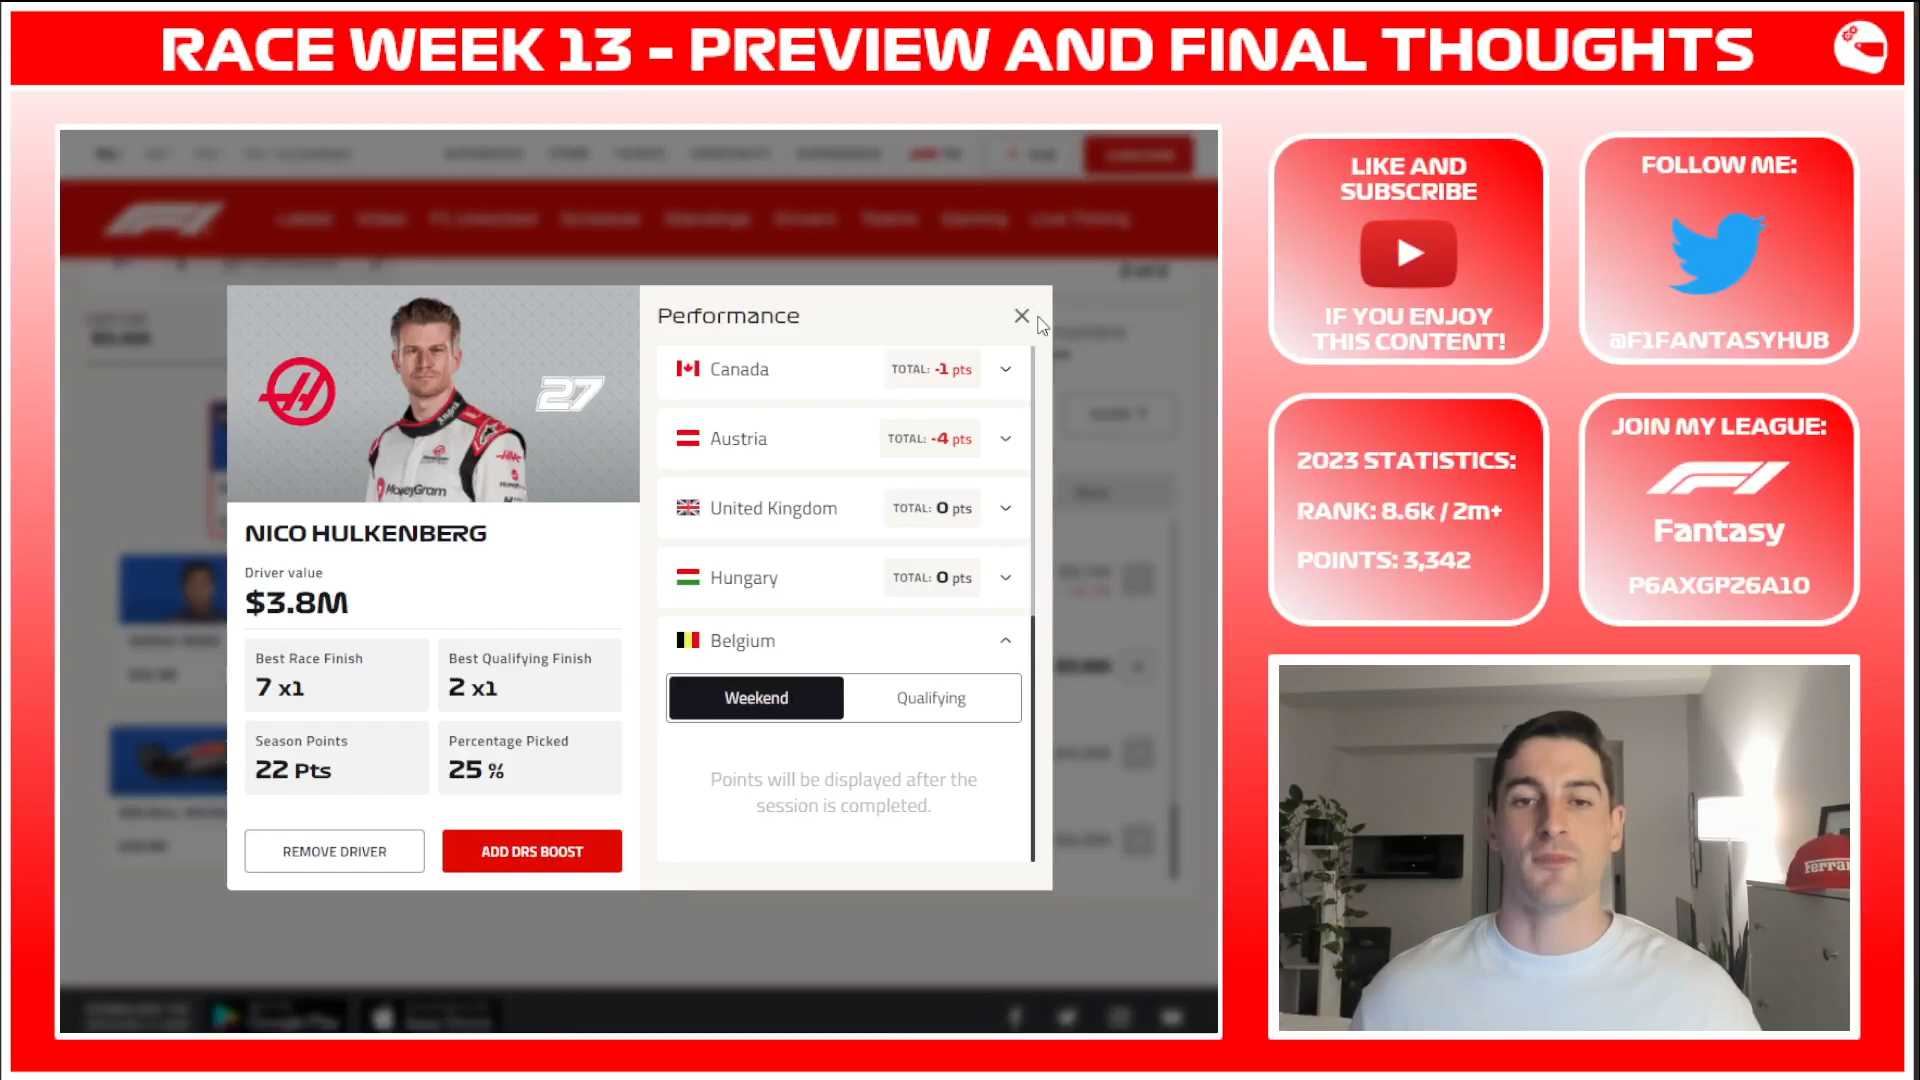 RACE WEEK 13 - PREVIEW AND FINAL THOUGHTS
Performance
Canada
TOTAL: -1 pts
Austria
TOTAL: -4 pts
United Kingdom
TOTAL: 0 pts
Hungary
TOTAL: 0 pts
Belgium
Weekend
Qualifying
Points will be displayed after the
session is completed.
27
MoneyGram
NICO HULKENBERG
Driver value
$3.8M
Best Race Finish
7 x1
Best Qualifying Finish
2 x1
Season Points
22 Pts
Percentage Picked
25 %
REMOVE DRIVER
ADD DRS BOOST
LIKE AND
SUBSCRIBE
IF YOU ENJOY
THIS CONTENT!
FOLLOW ME:
@F1FANTASYHUB
2023 STATISTICS:
RANK: 8.6k / 2m+
POINTS: 3,342
JOIN MY LEAGUE:
F1
Fantasy
P6AXGP26A10